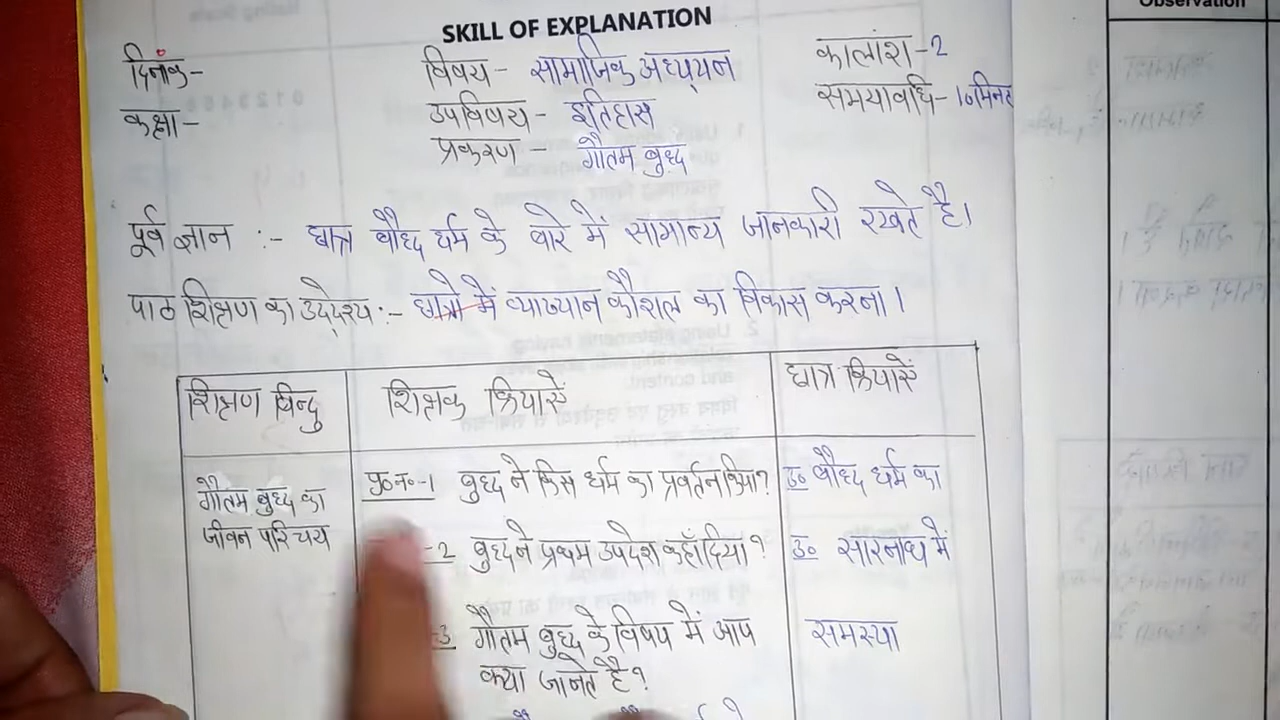 SKILL OF EXPLANATION
Observation
दिनांक-
विषय- सामाजिक अध्ययन
कालांश-2
कक्षा-
उपविषय- इतिहास
समयावधि-10मिनट
प्रकरण - गौतम बुद्ध
पूर्व ज्ञान :- छात्र बौद्ध धर्म के बारे में सामान्य जानकारी रखते है।
पाठ शिक्षण का उद्देश्य:- छात्रो में व्याख्यान कौशल का विकास करना।
शिक्षण बिन्दु
शिक्षक क्रियाऐं
छात्र क्रियाऐं
गौतम बुद्ध का
जीवन परिचय
प्र०न०-1 बुद्ध ने किस धर्म का प्रवर्तन किया?
उ० बौद्ध धर्म का
-2 बुद्ध ने प्रथम उपदेश कहाँ दिया?
उ० सारनाथ में
-3 गौतम बुद्ध के विषय में आप
क्या जानते है?
समस्या